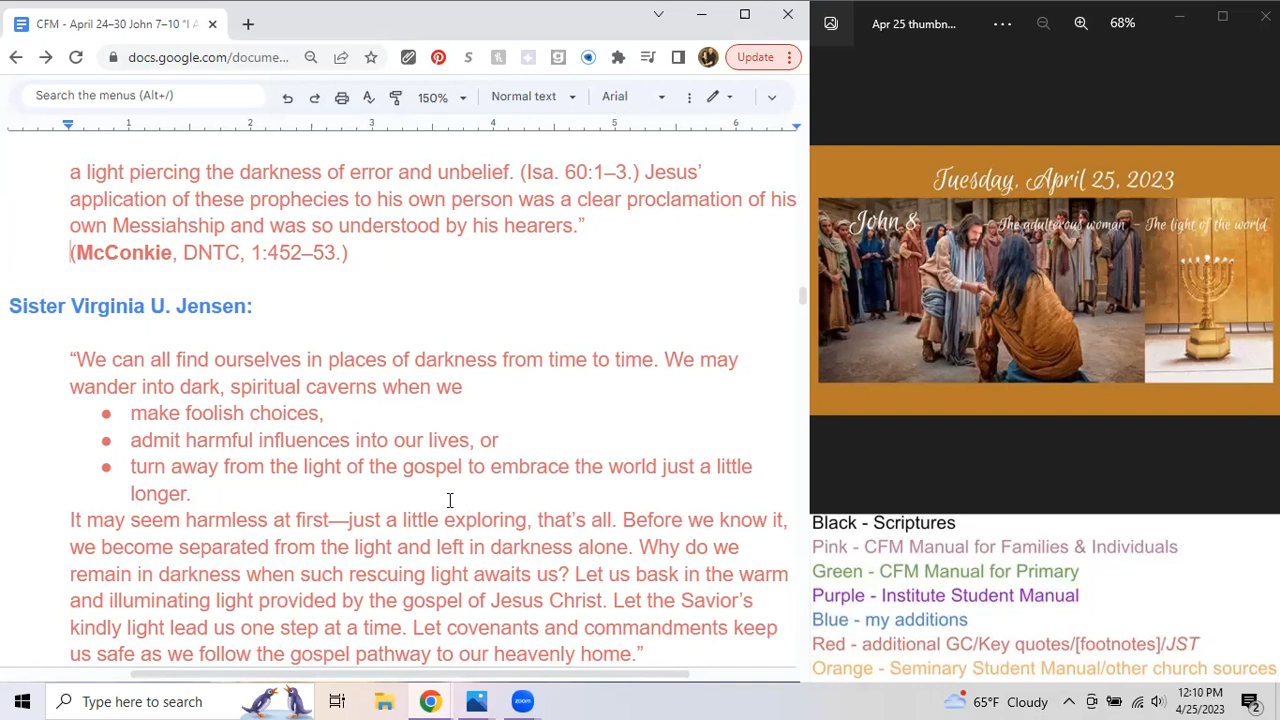 CFM - April 24–30 John 7–10 "I A
docs.google.com/docume...
Update
Search the menus (Alt+/)
150%
Normal text
Arial
1 2 3 4 5 6
a light piercing the darkness of error and unbelief. (Isa. 60:1–3.) Jesus’
application of these prophecies to his own person was a clear proclamation of his
own Messiahship and was so understood by his hearers.”
(McConkie, DNTC, 1:452–53.)
Sister Virginia U. Jensen:
“We can all find ourselves in places of darkness from time to time. We may
wander into dark, spiritual caverns when we
● make foolish choices,
● admit harmful influences into our lives, or
● turn away from the light of the gospel to embrace the world just a little
longer.
It may seem harmless at first—just a little exploring, that’s all. Before we know it,
we become separated from the light and left in darkness alone. Why do we
remain in darkness when such rescuing light awaits us? Let us bask in the warm
and illuminating light provided by the gospel of Jesus Christ. Let the Savior’s
kindly light lead us one step at a time. Let covenants and commandments keep
us safe as we follow the gospel pathway to our heavenly home.”
Apr 25 thumbn...
68%
Tuesday, April 25, 2023
John 8 – The adulterous woman – The light of the world
Black - Scriptures
Pink - CFM Manual for Families & Individuals
Green - CFM Manual for Primary
Purple - Institute Student Manual
Blue - my additions
Red - additional GC/Key quotes/[footnotes]/JST
Orange - Seminary Student Manual/other church sources
Type here to search
zoom
65°F Cloudy
12:10 PM
4/25/2023
2